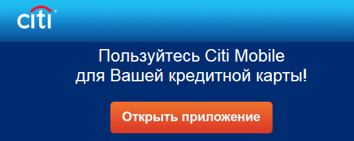 citi
Пользуйтесь Citi Mobile
для Вашей кредитной карты!
Открыть приложение